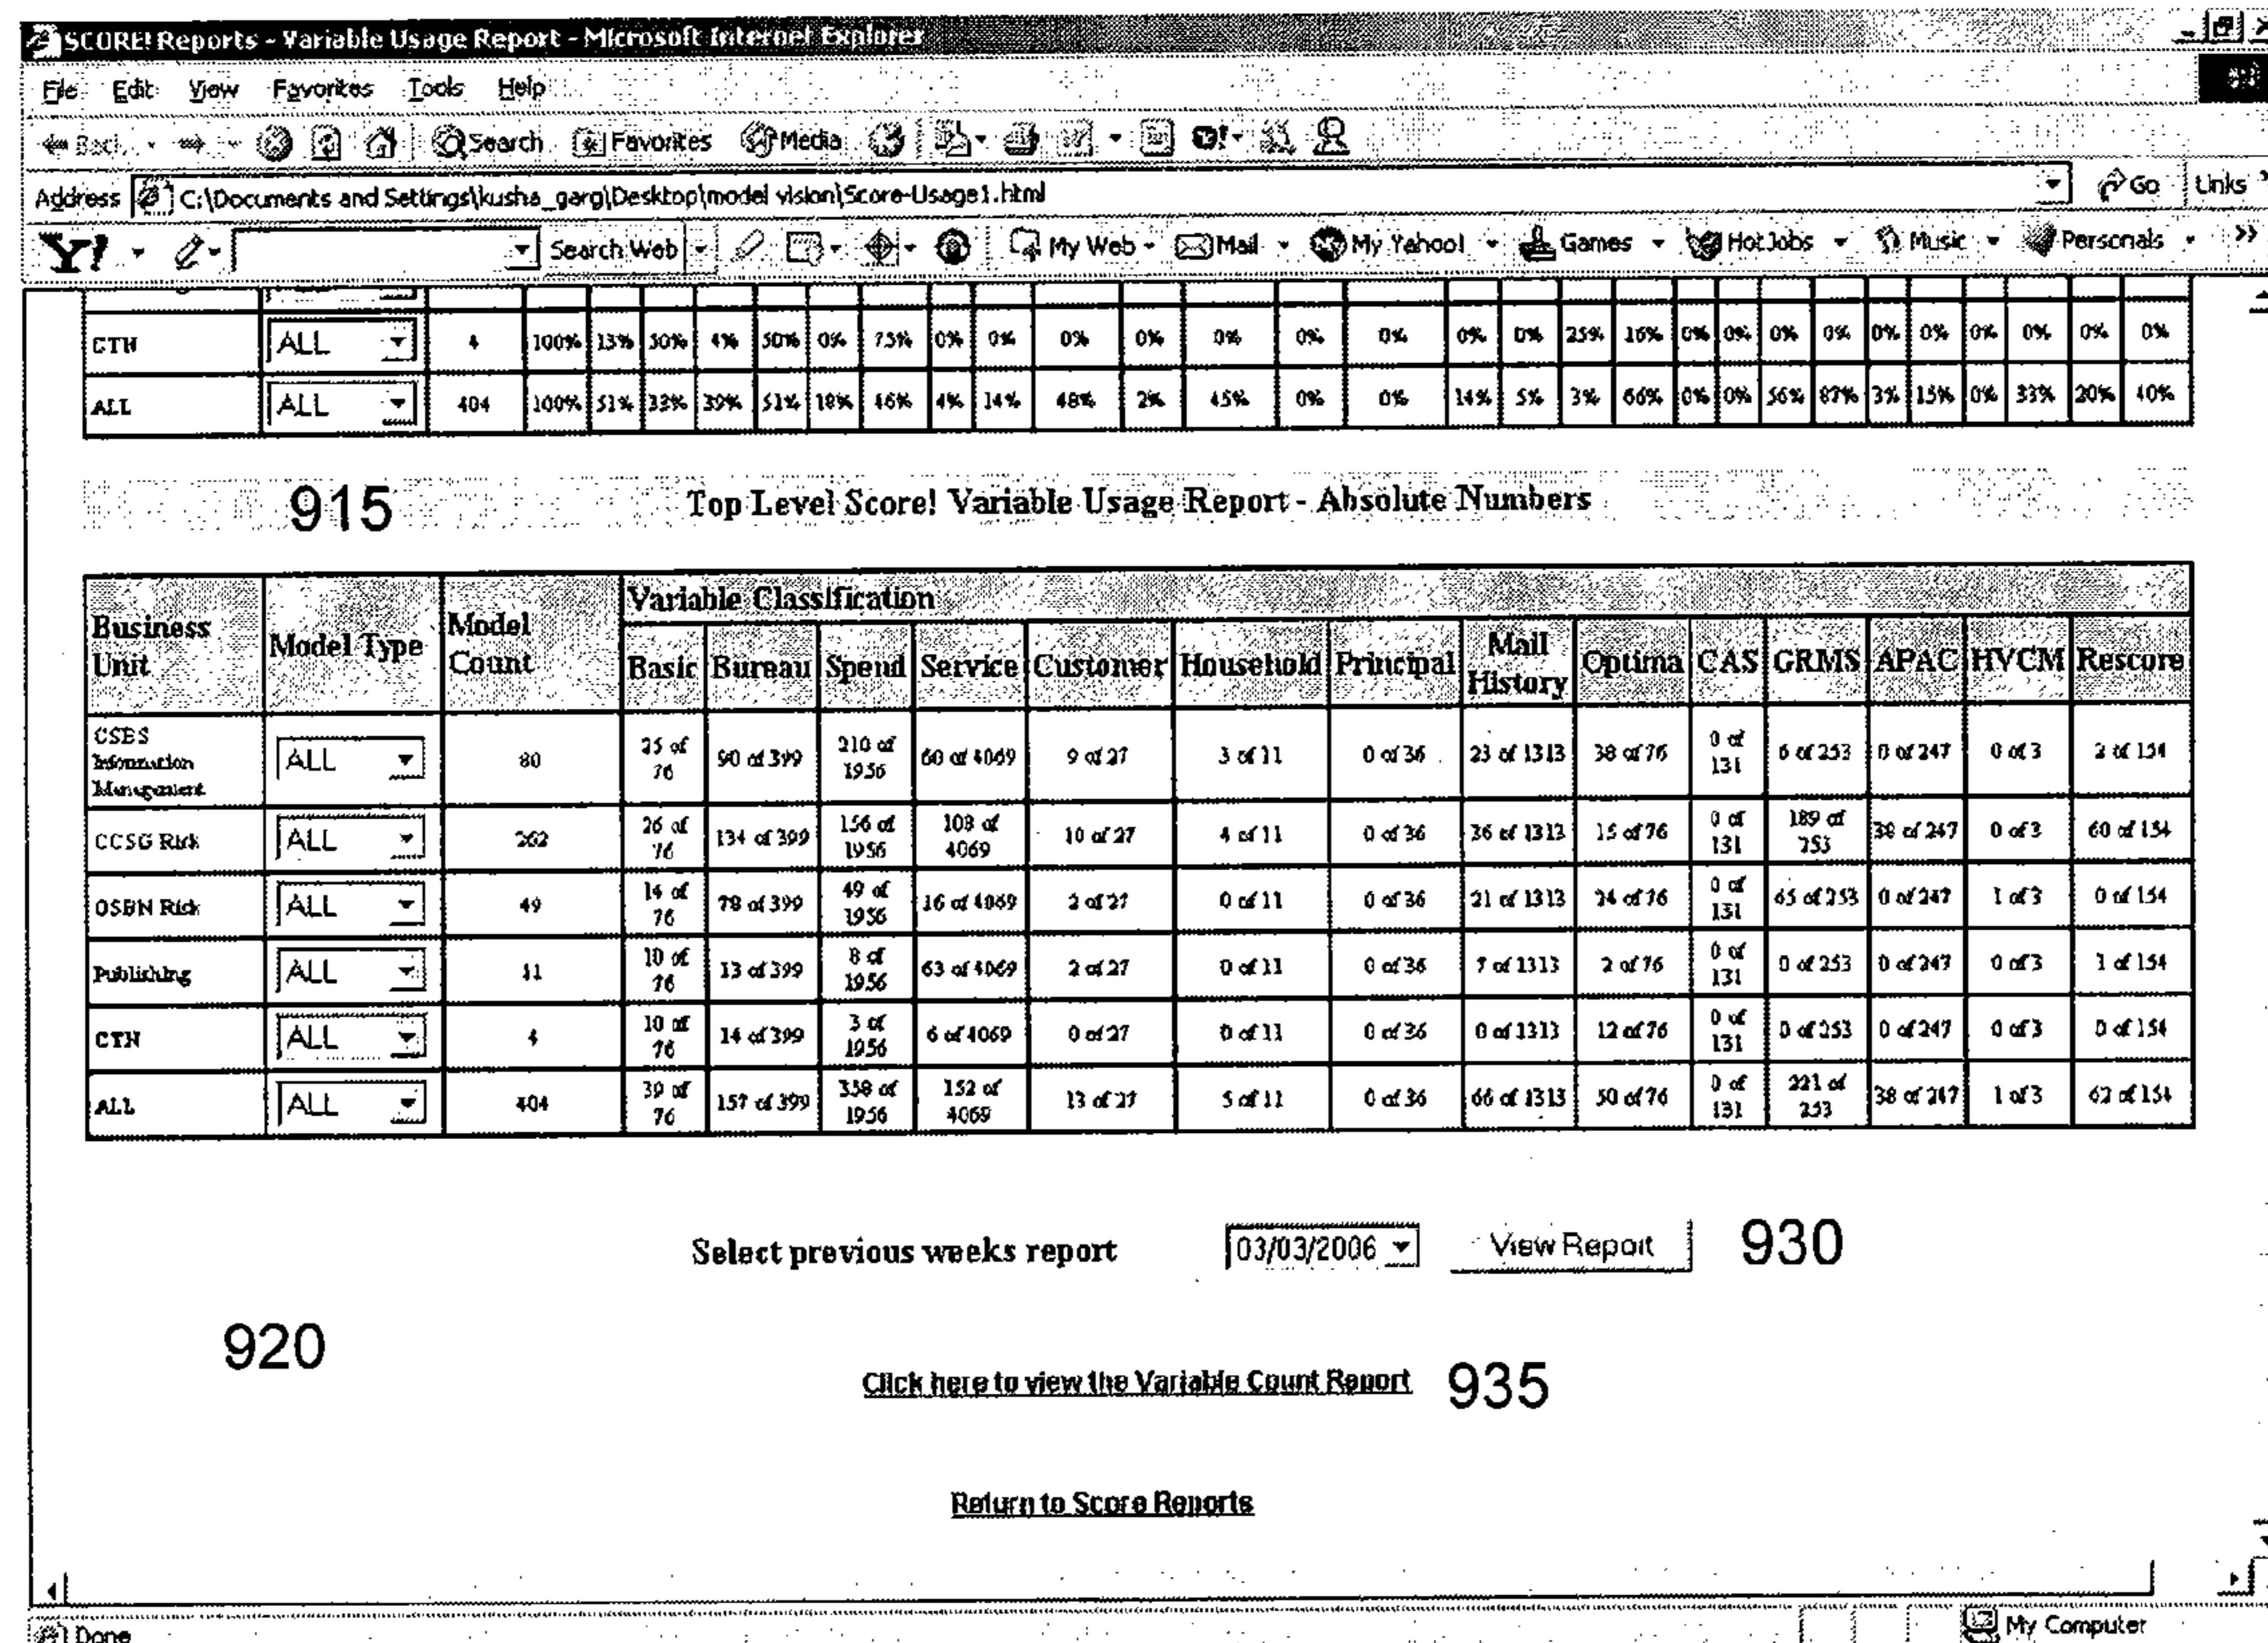 SCORE! Reports - Variable Usage Report - Microsoft Internet Explorer
File Edit View Favorites Tools Help
Back Search Favorites Media
Address C:\Documents and Settings\kusha_garg\Desktop\model vision\Score-Usage1.html Go Links
Y! Search Web My Web Mail My Yahoo! Games HotJobs Music Personals »
CTH ALL 4 100% 13% 50% 4% 50% 0% 75% 0% 0% 0% 0% 0% 0% 0% 0% 0% 25% 16% 0% 0% 0% 0% 0% 0% 0% 0% 0% 0%
ALL ALL 404 100% 51% 33% 39% 51% 18% 46% 4% 14% 48% 2% 45% 0% 0% 14% 5% 3% 66% 0% 0% 56% 87% 3% 15% 0% 33% 20% 40%
915 Top Level Score! Variable Usage Report - Absolute Numbers
Business Unit Model Type Model Count Variable Classification
Basic Bureau Spend Service Customer Household Principal Mail History Optima CAS GRMS APAC HVCM Rescore
CSBS Information Management ALL 80 25 of 76 90 of 399 210 of 1956 60 of 4069 9 of 27 3 of 11 0 of 36 23 of 1313 38 of 76 0 of 131 6 of 253 0 of 247 0 of 3 2 of 154
CCSG Risk ALL 262 26 of 76 134 of 399 156 of 1956 108 of 4069 10 of 27 4 of 11 0 of 36 36 of 1313 15 of 76 0 of 131 189 of 253 38 of 247 0 of 3 60 of 154
OSBN Risk ALL 49 14 of 76 78 of 399 49 of 1956 16 of 4069 2 of 27 0 of 11 0 of 36 21 of 1313 24 of 76 0 of 131 65 of 253 0 of 247 1 of 3 0 of 154
Publishing ALL 11 10 of 76 13 of 399 8 of 1956 63 of 4069 2 of 27 0 of 11 0 of 36 7 of 1313 2 of 76 0 of 131 0 of 253 0 of 247 0 of 3 1 of 154
CTN ALL 4 10 of 76 14 of 399 3 of 1956 6 of 4069 0 of 27 0 of 11 0 of 36 0 of 1313 12 of 76 0 of 131 0 of 253 0 of 247 0 of 3 0 of 154
ALL ALL 404 39 of 76 157 of 399 358 of 1956 152 of 4069 13 of 27 5 of 11 0 of 36 66 of 1313 50 of 76 0 of 131 221 of 253 38 of 247 1 of 3 62 of 154
Select previous weeks report 03/03/2006 View Report 930
920
Click here to view the Variable Count Report 935
Return to Score Reports
Done My Computer